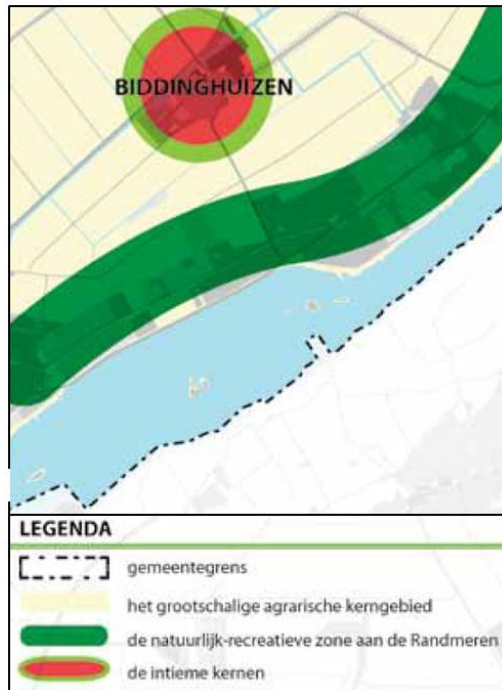 BIDDINGHUIZEN
LEGENDA
gemeentegrens
het grootschalige agrarische kerngebied
de natuurlijk-recreatieve zone aan de Randmeren
de intieme kernen